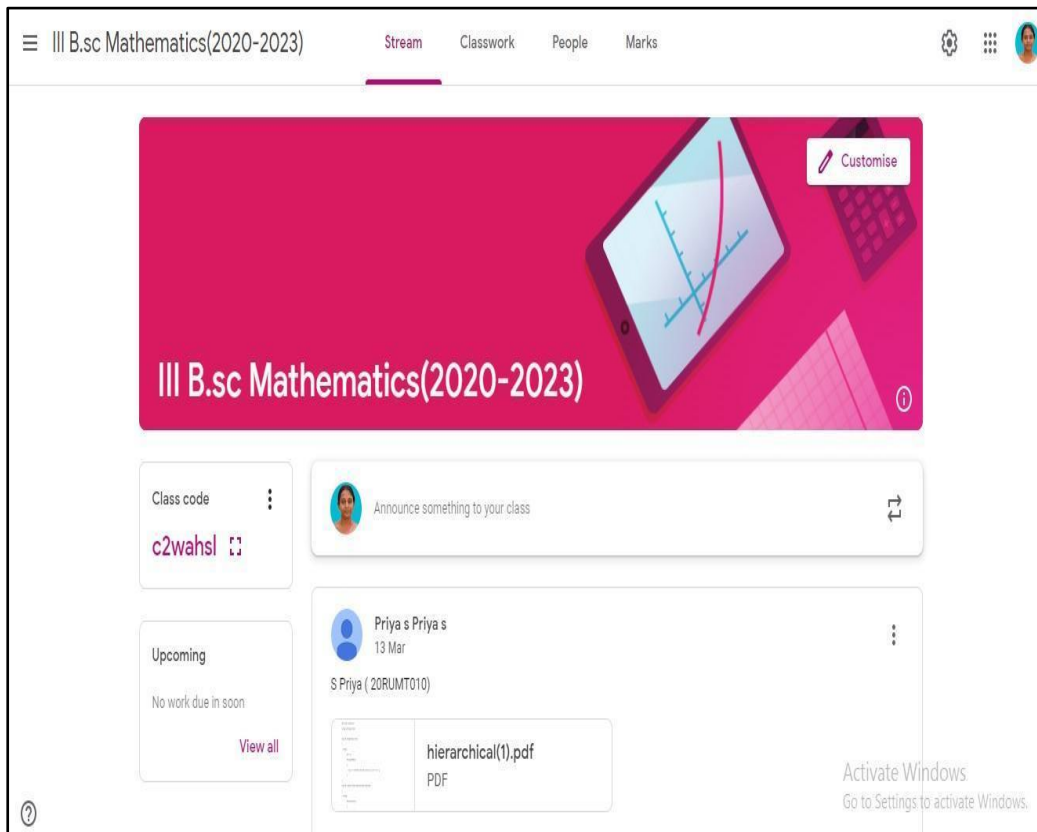 III B.sc Mathematics(2020-2023)
Stream Classwork People Marks
Customise
III B.sc Mathematics(2020-2023)
Class code
c2wahsl
Announce something to your class
Upcoming
No work due in soon
View all
Priya s Priya s
13 Mar
S Priya ( 20RUMT010)
hierarchical(1).pdf
PDF
Activate Windows
Go to Settings to activate Windows.